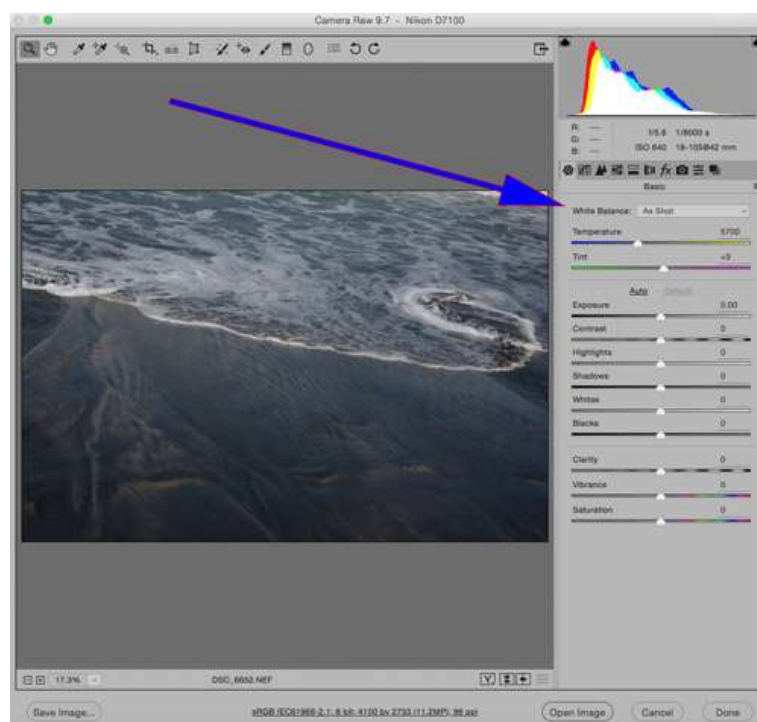 Camera Raw 9.7 - Nikon D7100
R: ---
G: ---
B: ---
f/5.6 1/8000 s
ISO 640 18-105@42 mm
fx
Basic
White Balance: As Shot
Temperature 5700
Tint +3
Auto Default
Exposure 0.00
Contrast 0
Highlights 0
Shadows 0
Whites 0
Blacks 0
Clarity 0
Vibrance 0
Saturation 0
17.3% DSC_6652.NEF Y
Save Image... sRGB IEC61966-2.1; 8 bit; 4100 by 2733 (11.2MP); 96 ppi Open Image Cancel Done